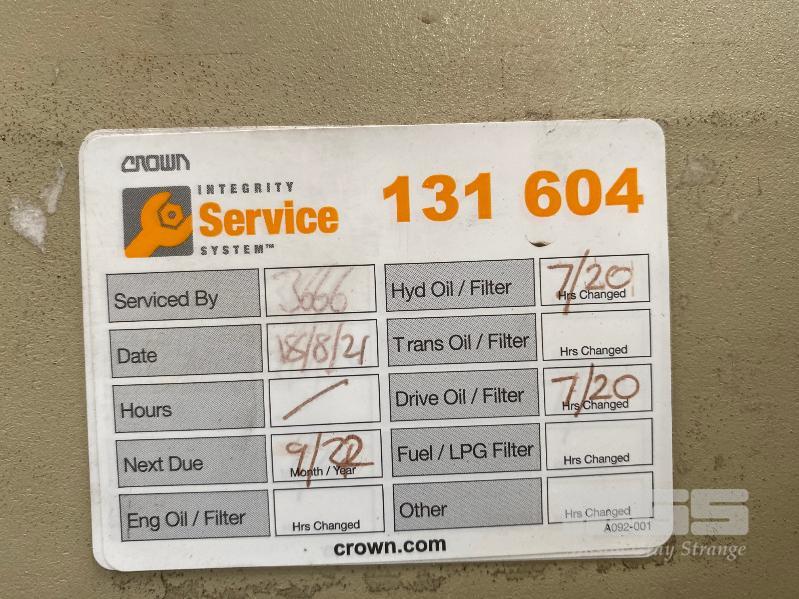 CROWN
INTEGRITY
Service
SYSTEM™
131 604
Serviced By 3666
Date 18/8/21
Hours /
Next Due 9/22
Month / Year
Eng Oil / Filter
Hrs Changed
Hyd Oil / Filter 7/20
Hrs Changed
Trans Oil / Filter
Hrs Changed
Drive Oil / Filter 7/20
Hrs Changed
Fuel / LPG Filter
Hrs Changed
Other
Hrs Changed
A092-001
crown.com
Strange